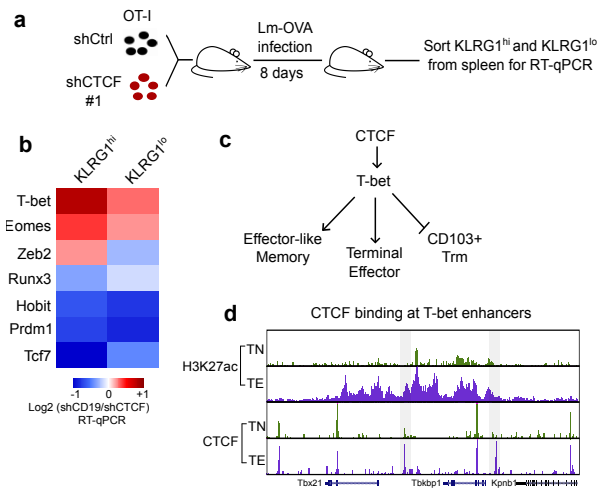 a
OT-I
shCtrl
shCTCF
#1
Lm-OVA
infection
8 days
Sort KLRG1hi and KLRG1lo
from spleen for RT-qPCR
b
KLRG1hi
KLRG1lo
T-bet
Eomes
Zeb2
Runx3
Hobit
Prdm1
Tcf7
-1 0 +1
Log2 (shCD19/shCTCF)
RT-qPCR
c
CTCF
T-bet
Effector-like
Memory
Terminal
Effector
CD103+
Trm
d
CTCF binding at T-bet enhancers
H3K27ac
TN
TE
CTCF
TN
TE
Tbx21 Tbkbp1 Kpnb1